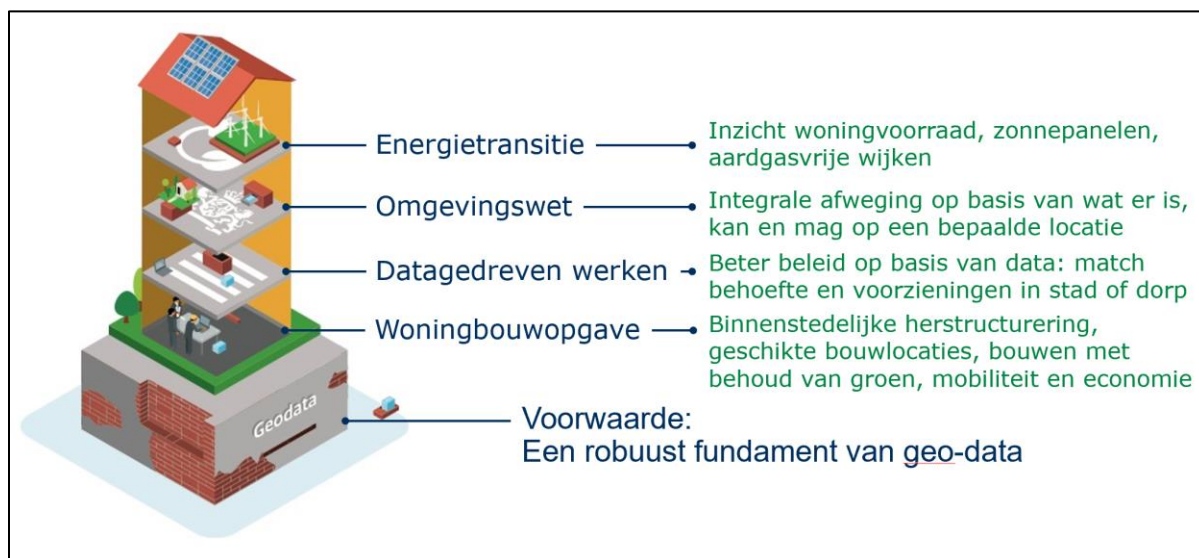 Energietransitie
Inzicht woningvoorraad, zonnepanelen,
aardgasvrije wijken
Omgevingswet
Integrale afweging op basis van wat er is,
kan en mag op een bepaalde locatie
Datagedreven werken
Beter beleid op basis van data: match
behoefte en voorzieningen in stad of dorp
Woningbouwopgave
Binnenstedelijke herstructurering,
geschikte bouwlocaties, bouwen met
behoud van groen, mobiliteit en economie
Geodata
Voorwaarde:
Een robuust fundament van geo-data